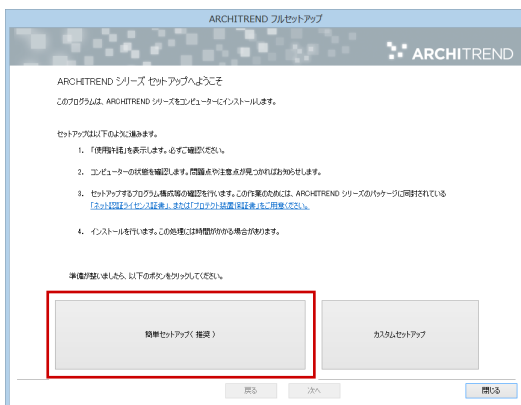 ARCHITREND フルセットアップ
ARCHITREND
ARCHITREND シリーズ セットアップへようこそ
このプログラムは、ARCHITREND シリーズをコンピューターにインストールします。
セットアップは以下のように進みます。
1. 「使用許諾」を表示します。必ずご確認ください。
2. コンピューターの状態を確認します。問題点や注意点が見つかればお知らせします。
3. セットアップするプログラム構成等の確認を行います。この作業のためには、ARCHITREND シリーズのパッケージに同封されている
「ネット認証ライセンス証書」、または「プロテクト装置保証書」をご用意ください。
4. インストールを行います。この処理には時間がかかる場合があります。
準備が整いましたら、以下のボタンをクリックしてください。
簡単セットアップ( 推奨 )
カスタムセットアップ
戻る
次へ
閉じる